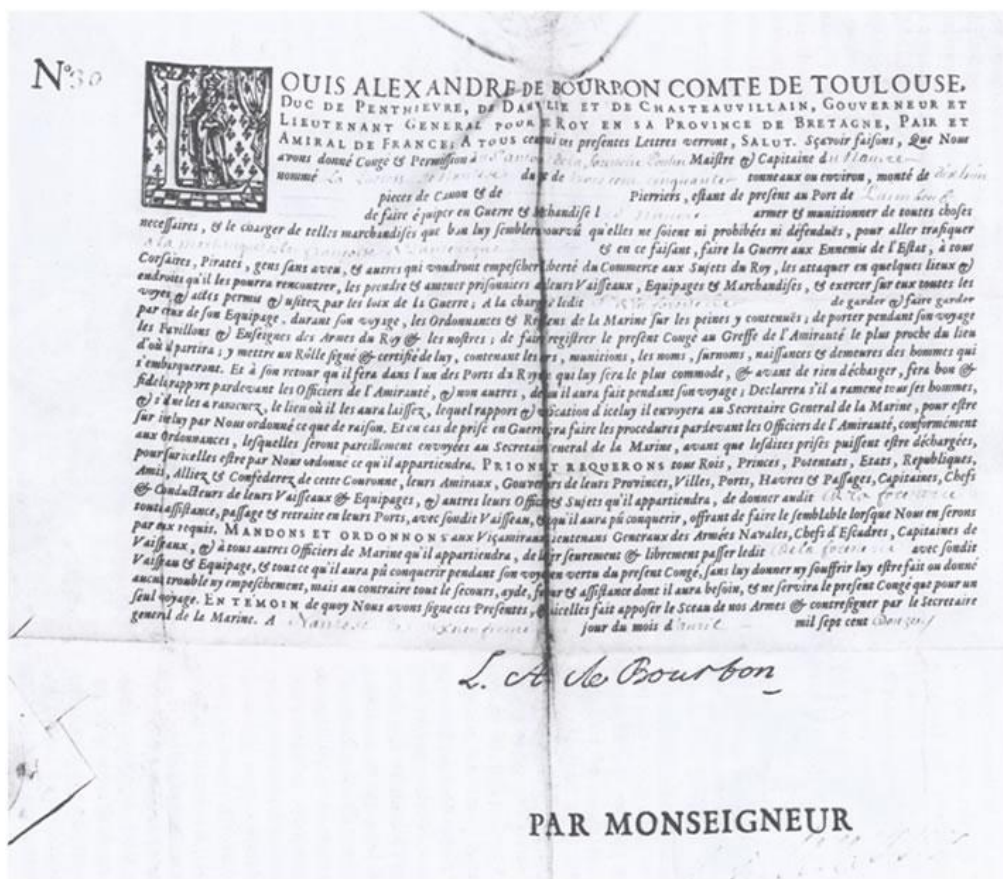 No. 30
LOUIS ALEXANDRE DE BOURBON COMTE DE TOULOUSE,
DUC DE PENTHIEVRE, DE ET DE CHASTEAUVILLAIN, GOUVERNEUR ET
LIEUTENANT GENERAL POUR LE ROY EN SA PROVINCE DE BRETAGNE, PAIR ET
AMIRAL DE FRANCE: A TOUS ceux qui ces presentes Lettres verront, SALUT. Sçavoir faisons, Que Nous
avons donné Congé & Permission Maistre & Capitaine du Navire
nommé La du de trois cent cinquante tonneaux ou environ, monté de
pieces de Canon & de Pierriers, estant de present au Port de
de faire équiper en Guerre & Marchandise l armer & munitionner de toutes choses
necessaires, & le charger de telles marchandises que bon luy semblera pourvû qu'elles ne soient ni prohibées ni défenduës, pour aller trafiquer
a la martinique & en ce faisant, faire la Guerre aux Ennemie de l'Estat, à tous
Corsaires, Pirates, gens sans aveu, & autres qui voudront empescher liberté du Commerce aux Sujets du Roy, les attaquer en quelques lieux &
endroits qu'il les pourra rencontrer, les prendre & amener prisonniers leurs Vaisseaux, Equipages & Marchandises, & exercer sur eux toutes les
voyes & actes permis & usitez par les loix de la Guerre; A la charge ledit de garder & faire garder
par ceux de son Equipage, durant son voyage, les Ordonnances & Reglemens de la Marine sur les peines y contenuës; de porter pendant son voyage
les Pavillons & Enseignes des Armes du Roy & les nostres; de faire registrer le present Congé au Greffe de l'Amirauté le plus proche du lieu
d'où il partira; y mettre un Rôlle signé & certifié de luy, contenant les munitions, les noms, surnoms, naissances & demeures des hommes qui
s'embarqueront. Et à son retour qu'il fera dans l'un des Ports du Royaume qui luy sera le plus commode, & avant de rien décharger, fera bon &
fidel rapport pardevant les Officiers de l'Amirauté, & non autres, de il aura fait pendant son voyage; Declarera s'il a ramené tous ses hommes,
& s'il ne les a ramenez, le lieu où il les aura laissez, lequel rapport & verification d'iceluy il envoyera au Secretaire General de la Marine, pour estre
sur iceluy par Nous ordonné ce que de raison. Et en cas de prise en Guerre fera faire les procedures pardevant les Officiers de l'Amirauté, conformément
aux Ordonnances, lesquelles seront pareillement envoyées au Secretaire General de la Marine, avant que lesdites prises puissent estre déchargées,
pour sur icelles estre par Nous ordonné ce qu'il appartiendra. PRIONS ET REQUERONS tous Rois, Princes, Potentats, Etats, Republiques,
Amis, Alliez & Confederez de cette Couronne, leurs Amiraux, Gouverneurs de leurs Provinces, Villes, Ports, Havres & Passages, Capitaines, Chefs
& Conducteurs de leurs Vaisseaux & Equipages, & autres leurs Officiers & Sujets qu'il appartiendra, de donner audit
tout assistance, passage & retraite en leurs Ports, avec sondit Vaisseau, & qu'il aura pû conquerir, offrant de faire le semblable lorsque Nous en serons
par eux requis. MANDONS ET ORDONNONS aux Viçamiraux, Lieutenans Generaux des Armées Navales, Chefs d'Escadres, Capitaines de
Vaisseaux, & à tous autres Officiers de Marine qu'il appartiendra, de laisser seurement & librement passer ledit avec sondit
Vaisseau & Equipage, & tout ce qu'il aura pû conquerir pendant son voyage en vertu du present Congé, sans luy donner ny souffrir luy estre fait ou donné
aucun trouble ny empeschement, mais au contraire tout le secours, ayde, faveur & assistance dont il aura besoin, & ne servira le present Congé que pour un
seul voyage. EN TEMOIN de quoy Nous avons signé ces Presentes, & icelles fait apposer le Sceau de nos Armes & contresigner par le Secretaire
general de la Marine. A jour du mois d'avril mil sept cent
L. A de Bourbon
PAR MONSEIGNEUR